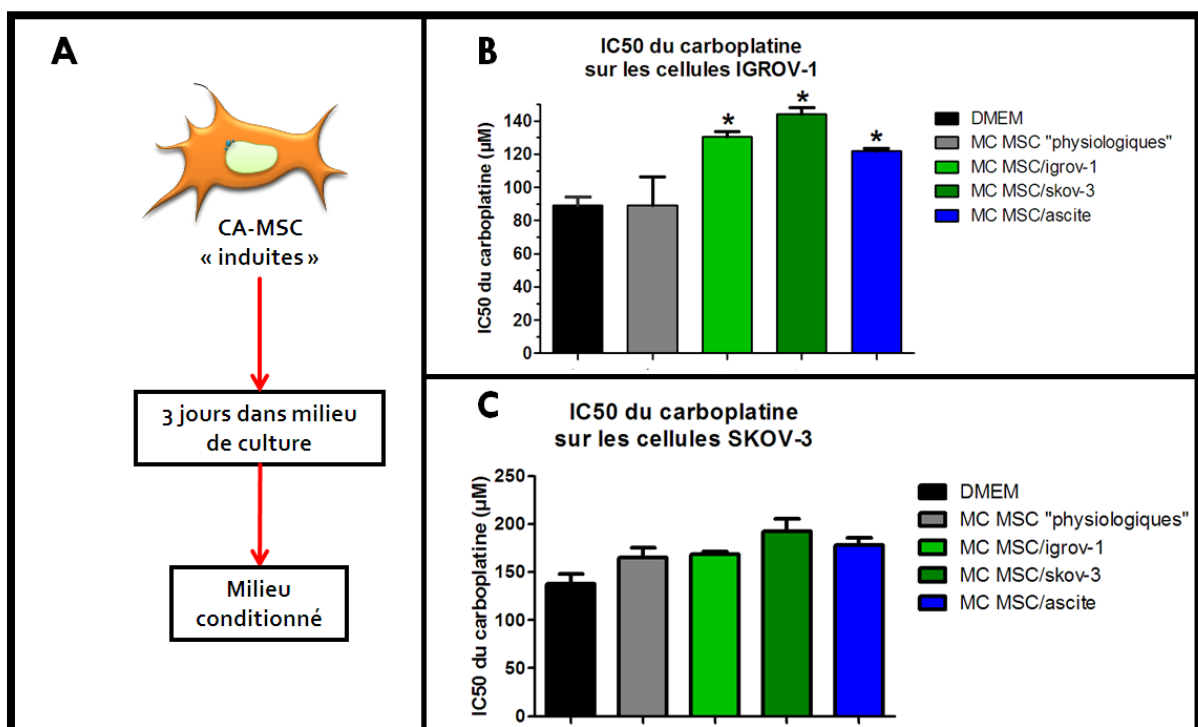 A
CA-MSC
« induites »
3 jours dans milieu
de culture
Milieu
conditionné
B
IC50 du carboplatine
sur les cellules IGROV-1
IC50 du carboplatine (µM)
140
120
100
80
60
40
20
0
*
*
*
DMEM
MC MSC "physiologiques"
MC MSC/igrov-1
MC MSC/skov-3
MC MSC/ascite
C
IC50 du carboplatine
sur les cellules SKOV-3
IC50 du carboplatine (µM)
250
200
150
100
50
0
DMEM
MC MSC "physiologiques"
MC MSC/igrov-1
MC MSC/skov-3
MC MSC/ascite